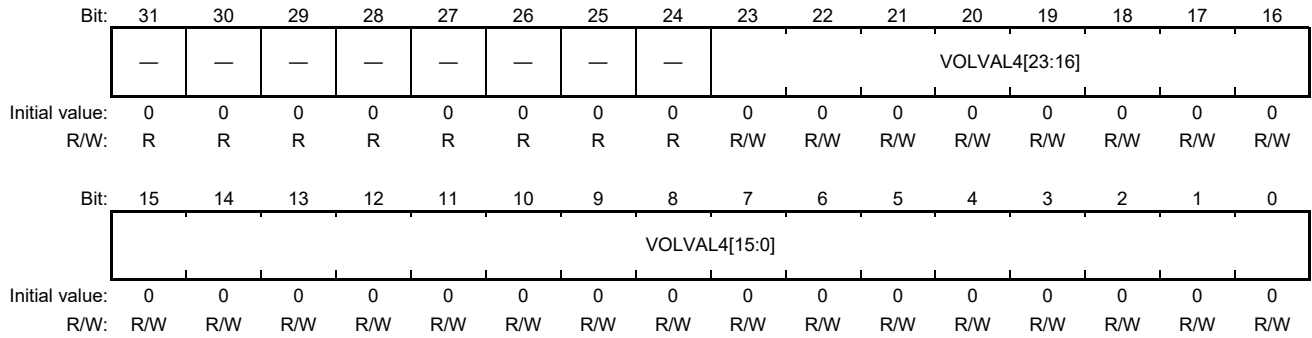 Bit: 31 30 29 28 27 26 25 24 23 22 21 20 19 18 17 16
— — — — — — — — VOLVAL4[23:16]
Initial value: 0 0 0 0 0 0 0 0 0 0 0 0 0 0 0 0
R/W: R R R R R R R R R/W R/W R/W R/W R/W R/W R/W R/W
Bit: 15 14 13 12 11 10 9 8 7 6 5 4 3 2 1 0
VOLVAL4[15:0]
Initial value: 0 0 0 0 0 0 0 0 0 0 0 0 0 0 0 0
R/W: R/W R/W R/W R/W R/W R/W R/W R/W R/W R/W R/W R/W R/W R/W R/W R/W